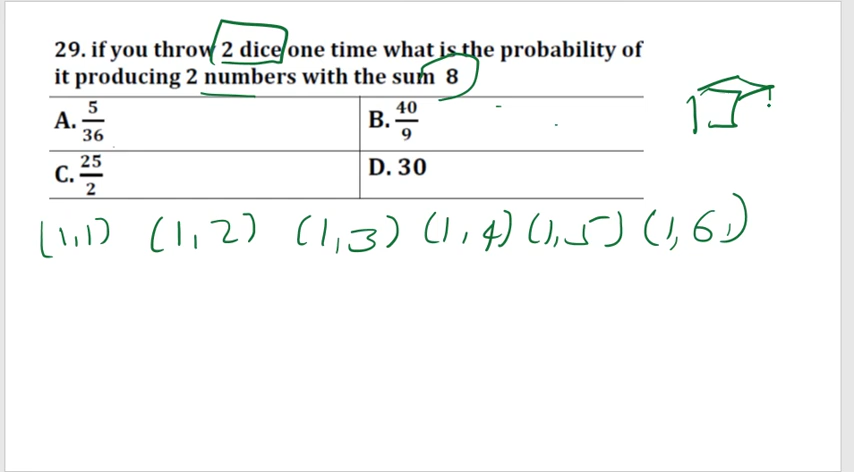 29. if you throw 2 dice one time what is the probability of
it producing 2 numbers with the sum 8
A. 5/36
B. 40/9
C. 25/2
D. 30
(1,1) (1,2) (1,3) (1,4) (1,5) (1,6,)